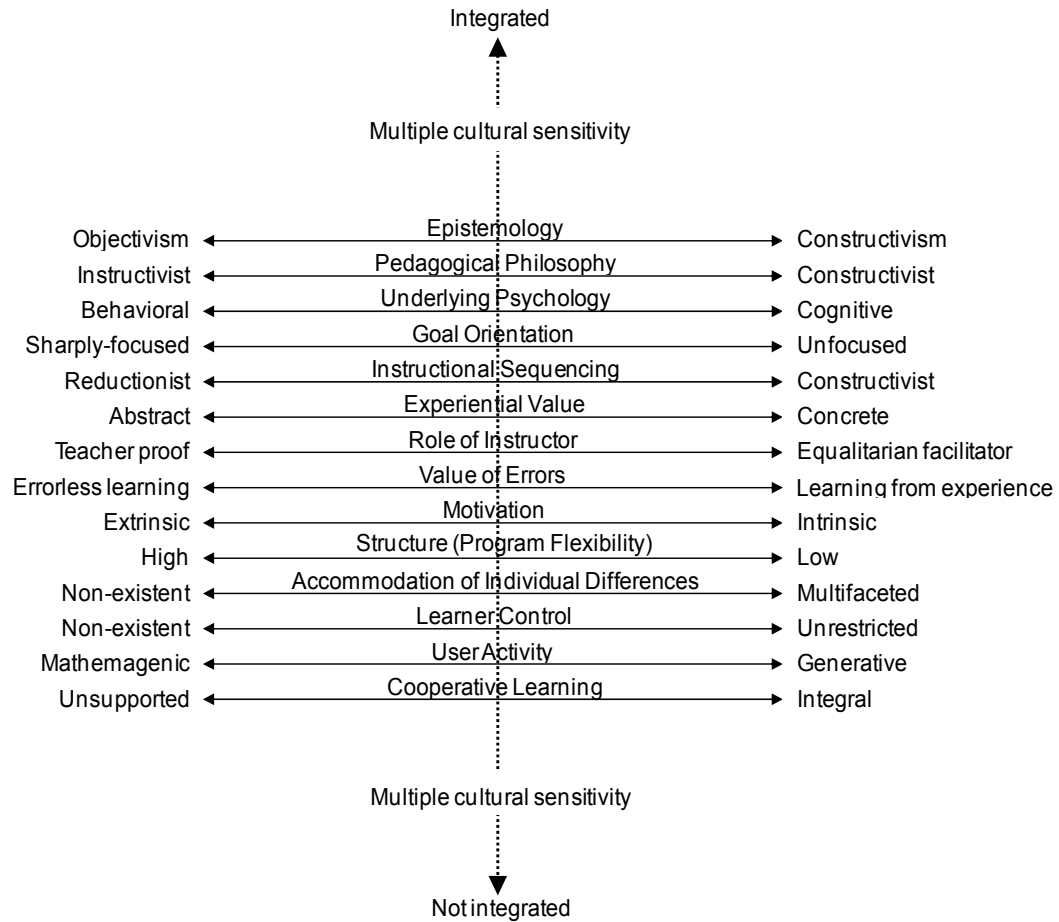 Integrated
Multiple cultural sensitivity
Objectivism Epistemology Constructivism
Instructivist Pedagogical Philosophy Constructivist
Behavioral Underlying Psychology Cognitive
Sharply-focused Goal Orientation Unfocused
Reductionist Instructional Sequencing Constructivist
Abstract Experiential Value Concrete
Teacher proof Role of Instructor Equalitarian facilitator
Errorless learning Value of Errors Learning from experience
Extrinsic Motivation Intrinsic
High Structure (Program Flexibility) Low
Non-existent Accommodation of Individual Differences Multifaceted
Non-existent Learner Control Unrestricted
Mathemagenic User Activity Generative
Unsupported Cooperative Learning Integral
Multiple cultural sensitivity
Not integrated